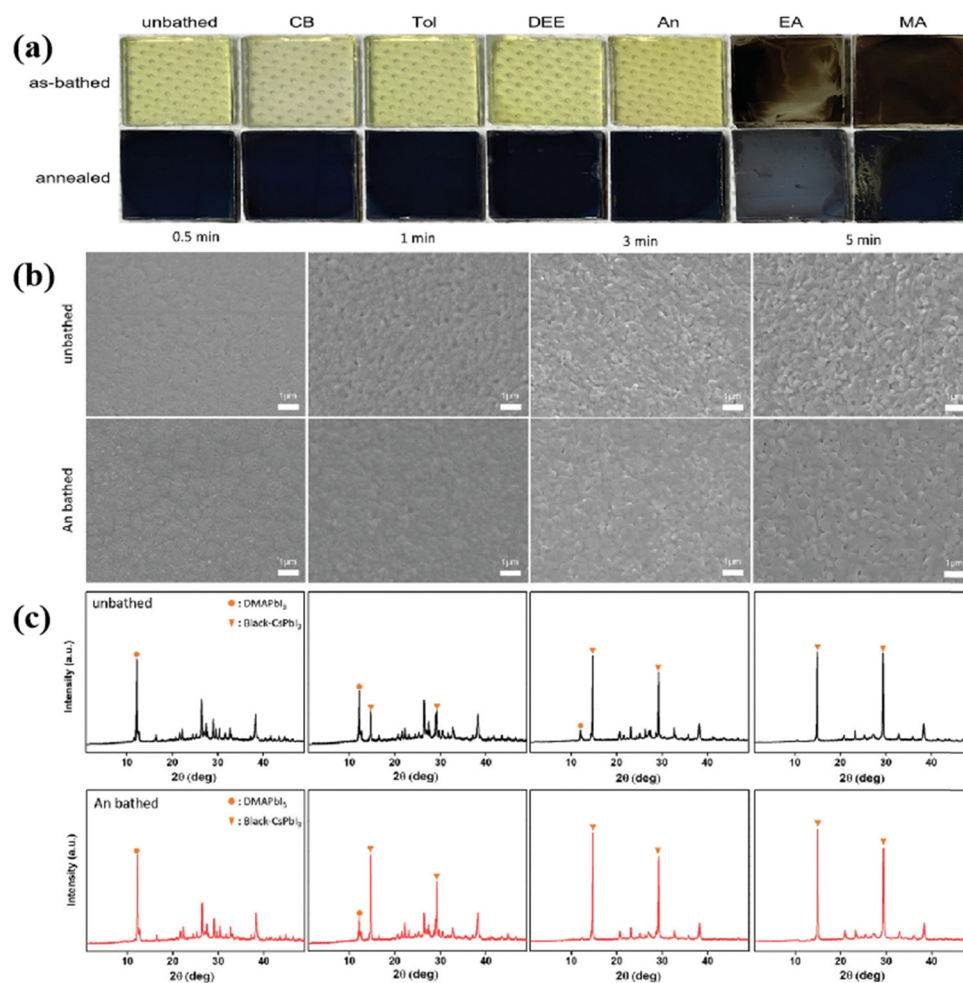 (a)
unbathed CB Tol DEE An EA MA
as-bathed
annealed
0.5 min 1 min 3 min 5 min
(b)
unbathed
1μm 1μm 1μm 1μm
An bathed
1μm 1μm 1μm 1μm
(c)
unbathed
: DMAPbI3
: Black-CsPbI3
Intensity (a.u.)
10 20 30 40 10 20 30 40 10 20 30 40 10 20 30 40
2θ (deg) 2θ (deg) 2θ (deg) 2θ (deg)
An bathed
: DMAPbI5
: Black-CsPbI3
Intensity (a.u.)
10 20 30 40 10 20 30 40 10 20 30 40 10 20 30 40
2θ (deg) 2θ (deg) 2θ (deg) 2θ (deg)